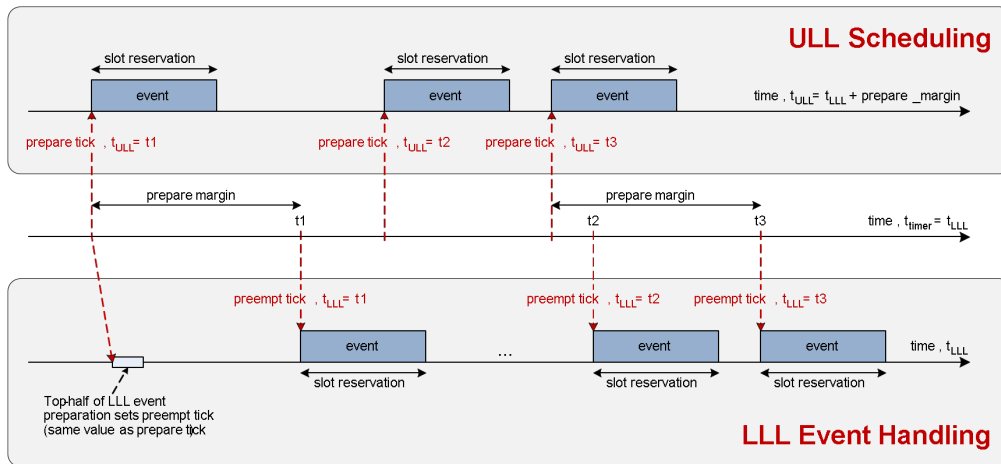 ULL Scheduling
slot reservation
slot reservation
slot reservation
event
event
event
time , tULL= tLLL + prepare _margin
prepare tick , tULL= t1
prepare tick , tULL= t2
prepare tick , tULL= t3
prepare margin
prepare margin
t1
t2
t3
time , ttimer = tLLL
preempt tick , tLLL= t1
preempt tick , tLLL= t2
preempt tick , tLLL= t3
event
event
event
time , tLLL
...
slot reservation
slot reservation
slot reservation
Top-half of LLL event
preparation sets preempt tick
(same value as prepare tick
LLL Event Handling